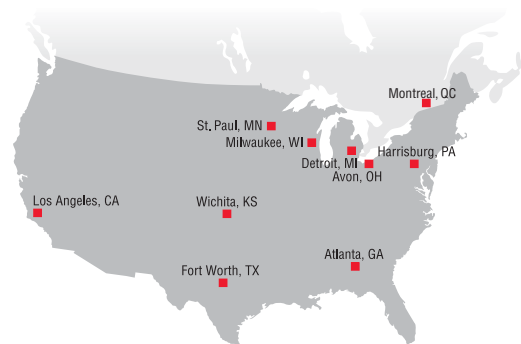 Montreal, QC
St. Paul, MN
Milwaukee, WI
Detroit, MI
Harrisburg, PA
Avon, OH
Los Angeles, CA
Wichita, KS
Atlanta, GA
Fort Worth, TX